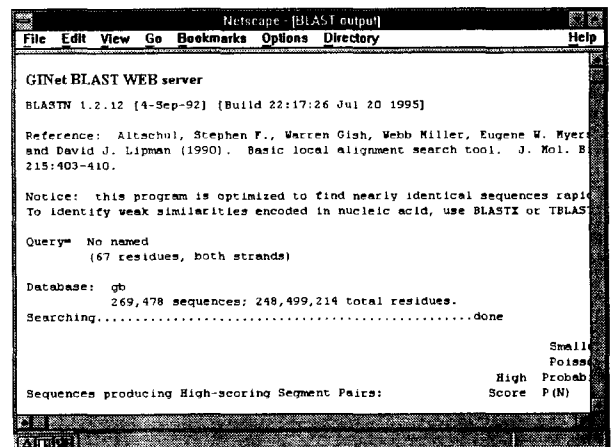 Netscape - [BLAST output]
File Edit View Go Bookmarks Options Directory Help
GINet BLAST WEB server
BLASTN 1.2.12 [4-Sep-92] [Build 22:17:26 Jul 20 1995]
Reference: Altschul, Stephen F., Warren Gish, Webb Miller, Eugene W. Myers
and David J. Lipman (1990). Basic local alignment search tool. J. Mol. B
215:403-410.
Notice: this program is optimized to find nearly identical sequences rapid
To identify weak similarities encoded in nucleic acid, use BLASTX or TBLAST
Query= No named
(67 residues, both strands)
Database: gb
269,478 sequences; 248,499,214 total residues.
Searching..................................................done
Smalle
Poisso
High Probabi
Sequences producing High-scoring Segment Pairs: Score P(N)